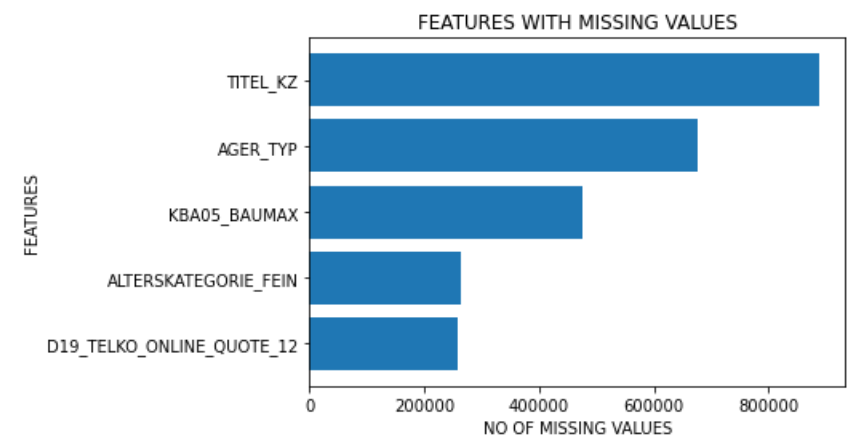 FEATURES WITH MISSING VALUES
FEATURES
TITEL_KZ
AGER_TYP
KBA05_BAUMAX
ALTERSKATEGORIE_FEIN
D19_TELKO_ONLINE_QUOTE_12
0 200000 400000 600000 800000
NO OF MISSING VALUES